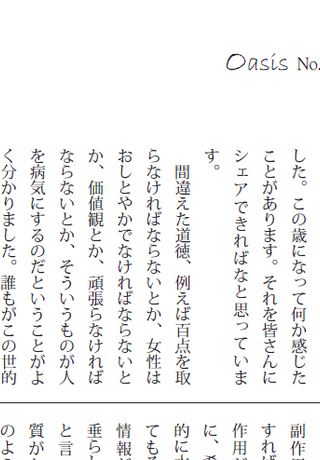 Oasis No.
した。この歳になって何か感じた
ことがあります。それを皆さんに
シェアできればなと思っていま
す。
間違えた道徳、例えば百点を取
らなければならないとか、女性は
おしとやかでなければならないと
か、価値観とか、頑張らなければ
ならないとか、そういうものが人
を病気にするのだということがよ
く分かりました。誰もがこの世的
副作用
すれば
作用が
に、
的に
ても
情報
垂ら
と言
質が
のよ